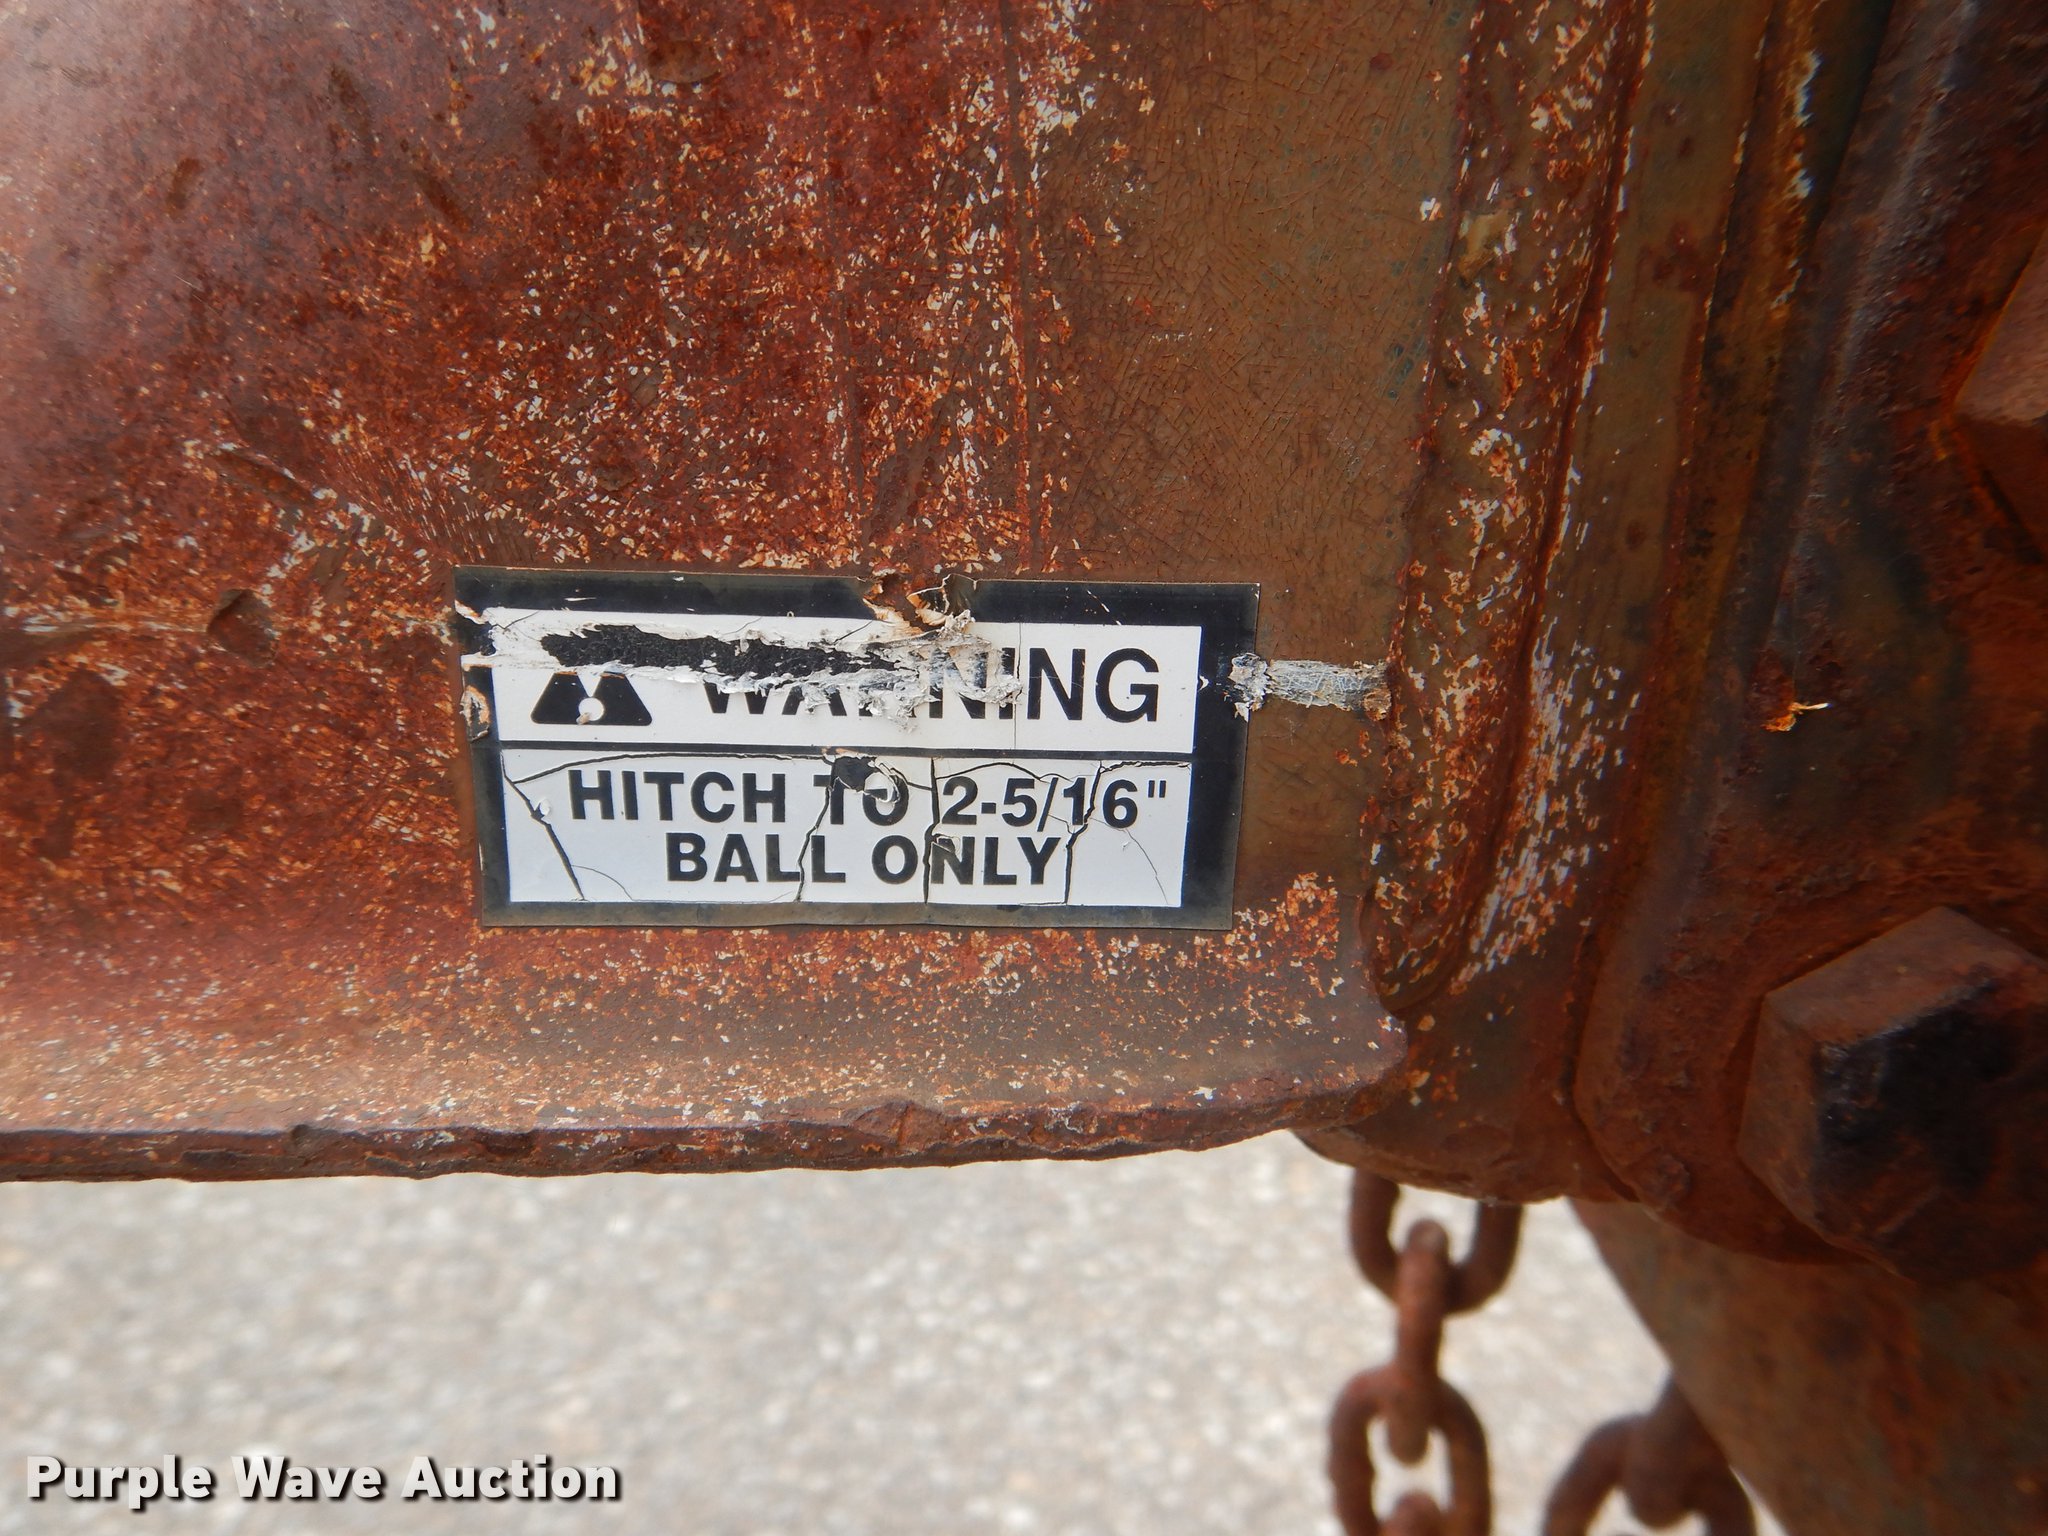 WARNING
HITCH TO 2-5/16"
BALL ONLY
Purple Wave Auction